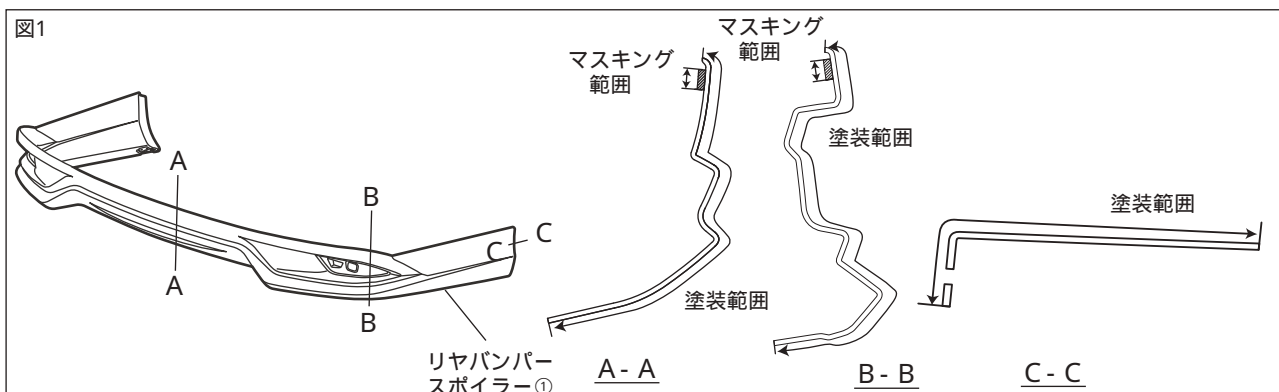 図1
A
A
B
B
C
C
リヤバンパー
スポイラー①
マスキング
範囲
塗装範囲
A - A
マスキング
範囲
塗装範囲
B - B
塗装範囲
C - C